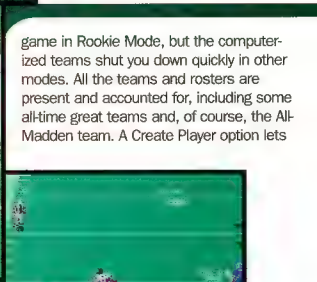 game in Rookie Mode, but the computer-
ized teams shut you down quickly in other
modes. All the teams and rosters are
present and accounted for, including some
all-time great teams and, of course, the All-
Madden team. A Create Player option lets